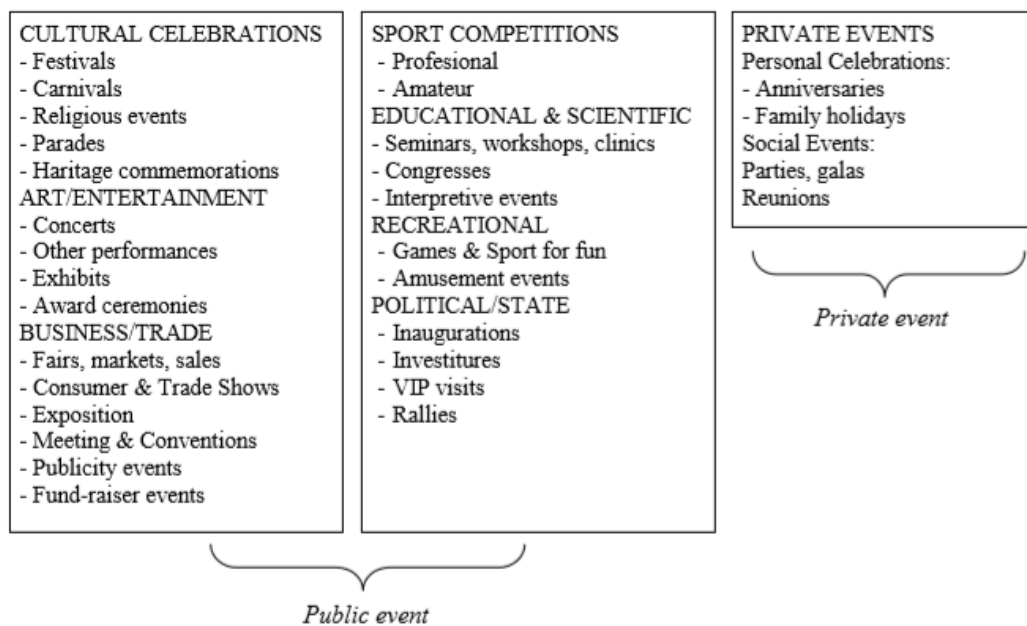 CULTURAL CELEBRATIONS
- Festivals
- Carnivals
- Religious events
- Parades
- Haritage commemorations
ART/ENTERTAINMENT
- Concerts
- Other performances
- Exhibits
- Award ceremonies
BUSINESS/TRADE
- Fairs, markets, sales
- Consumer & Trade Shows
- Exposition
- Meeting & Conventions
- Publicity events
- Fund-raiser events
SPORT COMPETITIONS
- Profesional
- Amateur
EDUCATIONAL & SCIENTIFIC
- Seminars, workshops, clinics
- Congresses
- Interpretive events
RECREATIONAL
- Games & Sport for fun
- Amusement events
POLITICAL/STATE
- Inaugurations
- Investitures
- VIP visits
- Rallies
PRIVATE EVENTS
Personal Celebrations:
- Anniversaries
- Family holidays
Social Events:
Parties, galas
Reunions
Private event
Public event